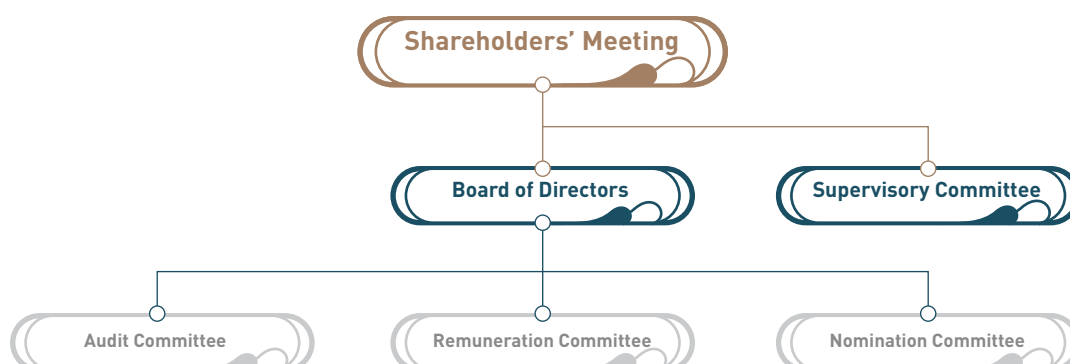 Shareholders’ Meeting
Board of Directors
Supervisory Committee
Audit Committee
Remuneration Committee
Nomination Committee